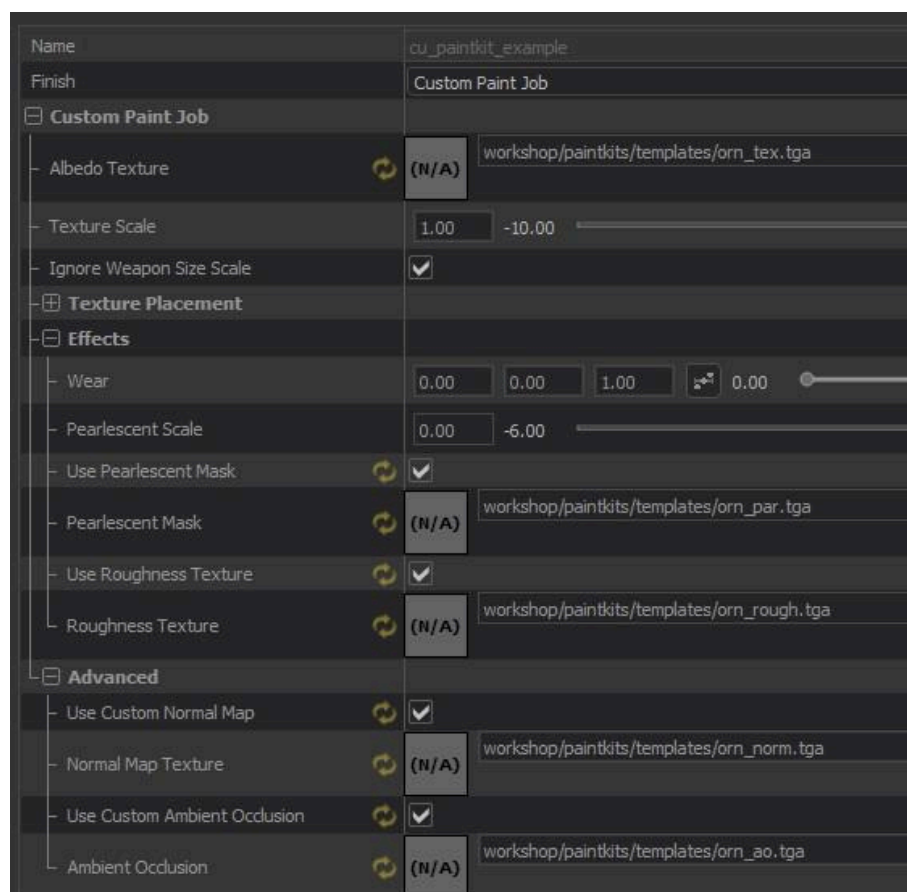 Name cu_paintkit_example
Finish Custom Paint Job
Custom Paint Job
Albedo Texture (N/A) workshop/paintkits/templates/orn_tex.tga
Texture Scale 1.00 -10.00
Ignore Weapon Size Scale
Texture Placement
Effects
Wear 0.00 0.00 1.00 0.00
Pearlescent Scale 0.00 -6.00
Use Pearlescent Mask
Pearlescent Mask (N/A) workshop/paintkits/templates/orn_par.tga
Use Roughness Texture
Roughness Texture (N/A) workshop/paintkits/templates/orn_rough.tga
Advanced
Use Custom Normal Map
Normal Map Texture (N/A) workshop/paintkits/templates/orn_norm.tga
Use Custom Ambient Occlusion
Ambient Occlusion (N/A) workshop/paintkits/templates/orn_ao.tga